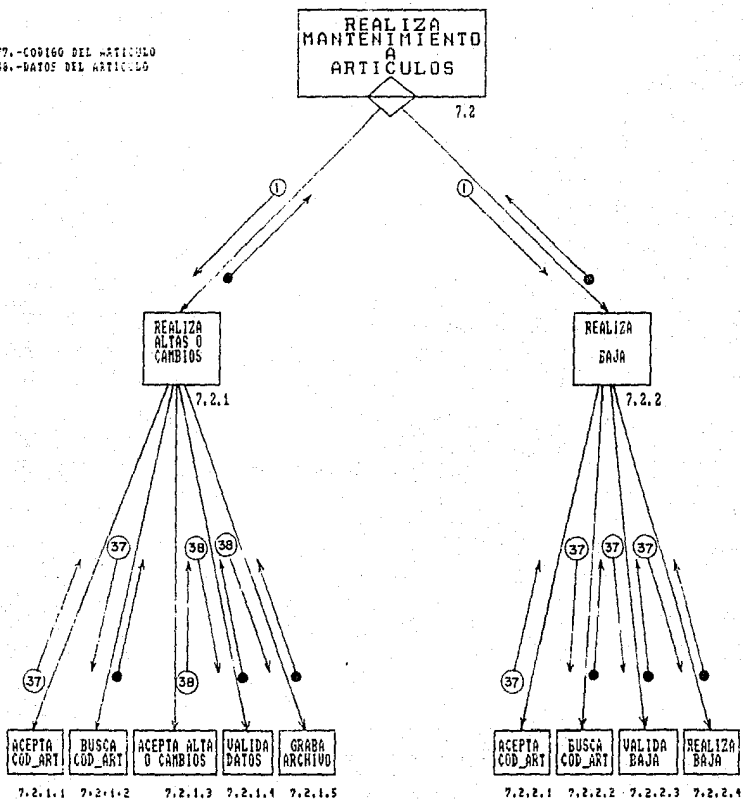 37.-CODIGO DEL ARTICULO
38.-DATOS DEL ARTICULO
REALIZA
MANTENIMIENTO
A
ARTICULOS
7.2
1
1
REALIZA
ALTAS O
CAMBIOS
7.2.1
REALIZA
BAJA
7.2.2
37
38
38
37
37
37
37
38
37
ACEPTA
COD_ART
BUSCA
COD_ART
ACEPTA ALTA
O CAMBIOS
VALIDA
DATOS
GRABA
ARCHIVO
ACEPTA
COD_ART
BUSCA
COD_ART
VALIDA
BAJA
REALIZA
BAJA
7.2.1.1
7.2.1.2
7.2.1.3
7.2.1.4
7.2.1.5
7.2.2.1
7.2.2.2
7.2.2.3
7.2.2.4